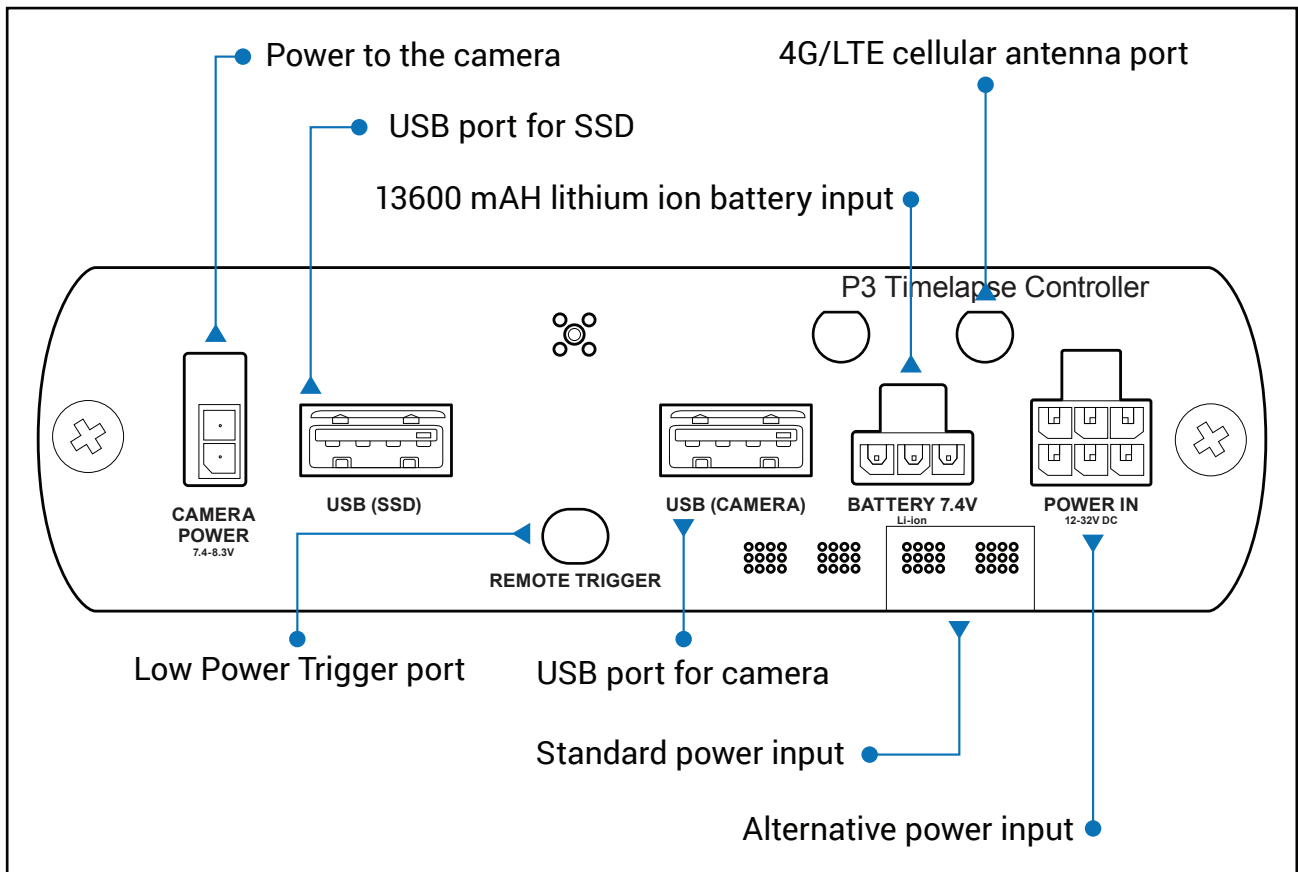 Power to the camera
4G/LTE cellular antenna port
USB port for SSD
13600 mAH lithium ion battery input
P3 Timelapse Controller
CAMERA
POWER
7.4-8.3V
USB (SSD)
USB (CAMERA)
BATTERY 7.4V
Li-ion
POWER IN
12-32V DC
REMOTE TRIGGER
Low Power Trigger port
USB port for camera
Standard power input
Alternative power input